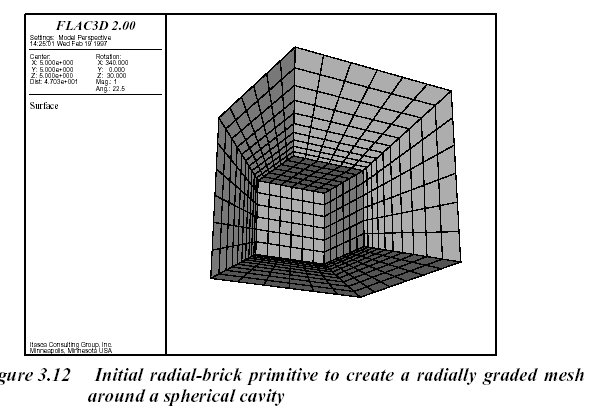 FLAC3D 2.00
Settings: Model Perspective
14:25:01 Wed Feb 19 1997
Center: Rotation:
X: 5.000e+000 X: 340.000
Y: 5.000e+000 Y: 0.000
Z: 5.000e+000 Z: 30.000
Dist: 4.703e+001 Mag.: 1
Ang.: 22.5
Surface
Itasca Consulting Group, Inc.
Minneapolis, Minnesota USA
gure 3.12 Initial radial-brick primitive to create a radially graded mesh
around a spherical cavity